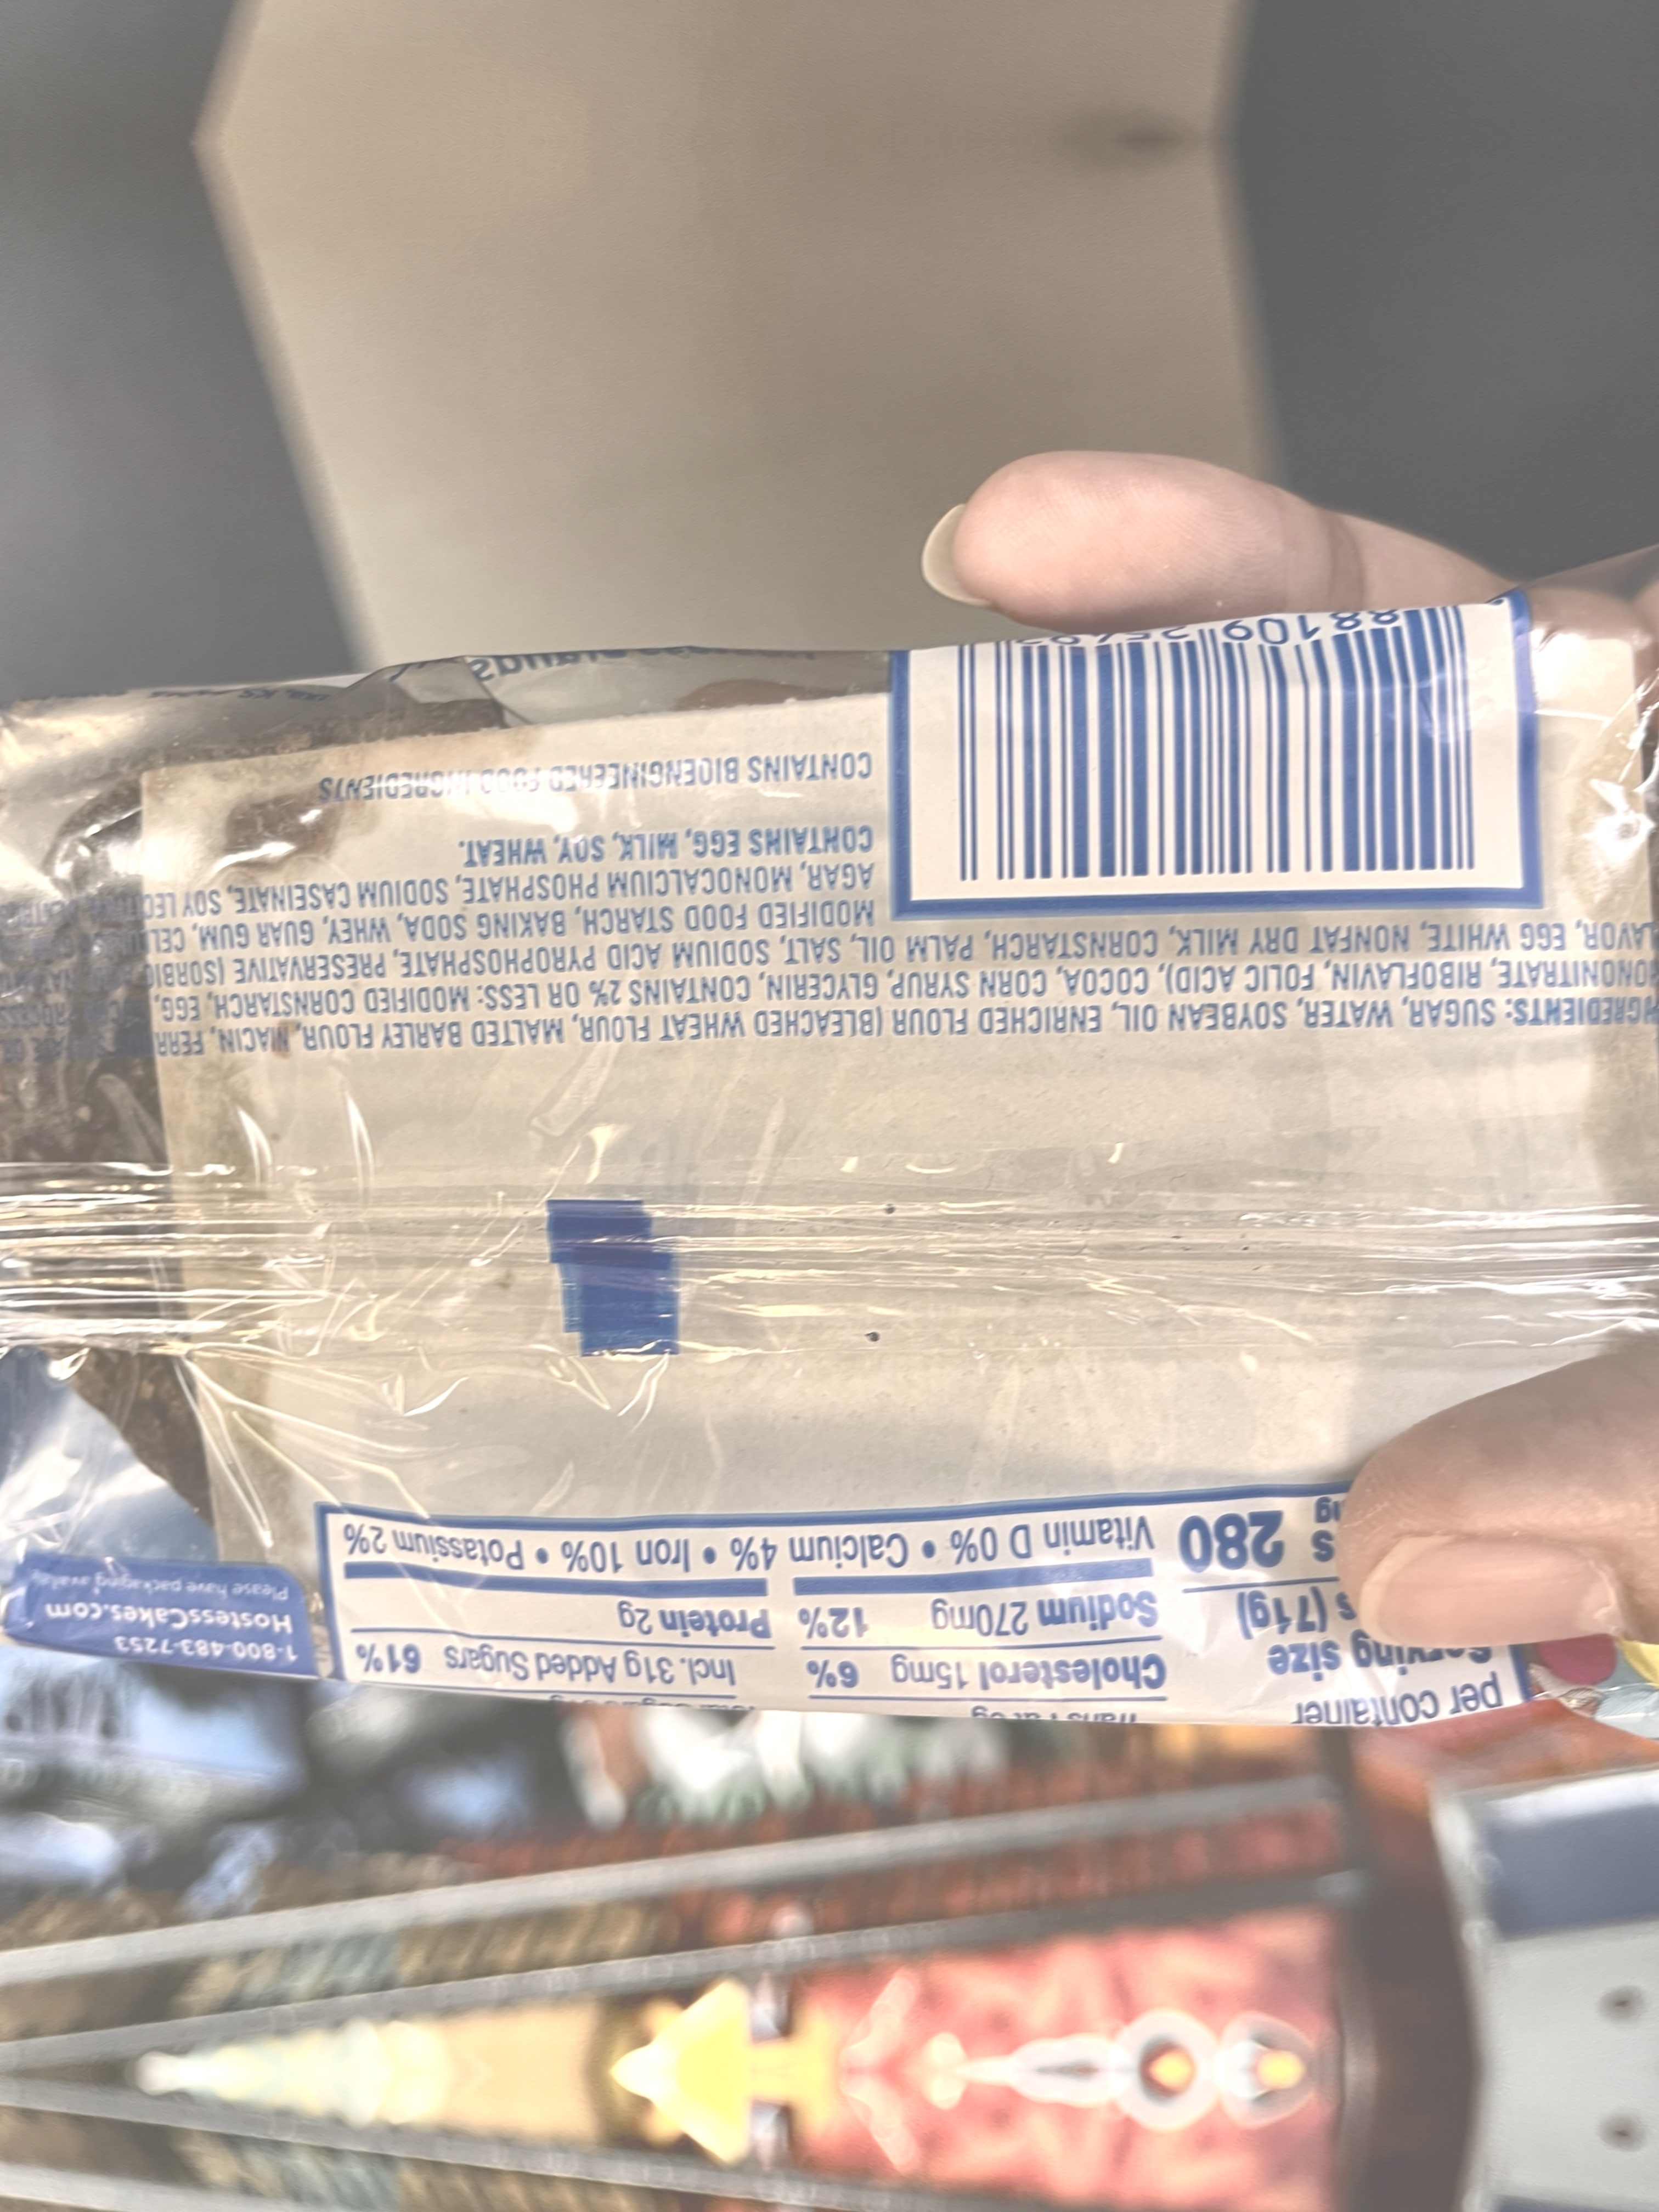 per container
Serving size
s (71g)
s 280
Trans Fat 0g
Cholesterol 15mg 6%
Sodium 270mg 12%
Incl. 31g Added Sugars 61%
Protein 2g
Vitamin D 0% • Calcium 4% • Iron 10% • Potassium 2%
1-800-483-7253
HostessCakes.com
Please have packaging
NGREDIENTS: SUGAR, WATER, SOYBEAN OIL, ENRICHED FLOUR (BLEACHED WHEAT FLOUR, MALTED BARLEY FLOUR, NIACIN,
MONONITRATE, RIBOFLAVIN, FOLIC ACID), COCOA, CORN SYRUP, GLYCERIN, CONTAINS 2% OR LESS: MODIFIED CORNSTARCH, EGG,
LAVOR, EGG WHITE, NONFAT DRY MILK, CORNSTARCH, PALM OIL, SALT, SODIUM ACID PYROPHOSPHATE, PRESERVATIVE (SORBIC
MODIFIED FOOD STARCH, BAKING SODA, WHEY, GUAR GUM,
AGAR, MONOCALCIUM PHOSPHATE, SODIUM CASEINATE, SOY
CONTAINS EGG, MILK, SOY, WHEAT.
CONTAINS BIOENGINEERED FOOD INGREDIENTS
88109